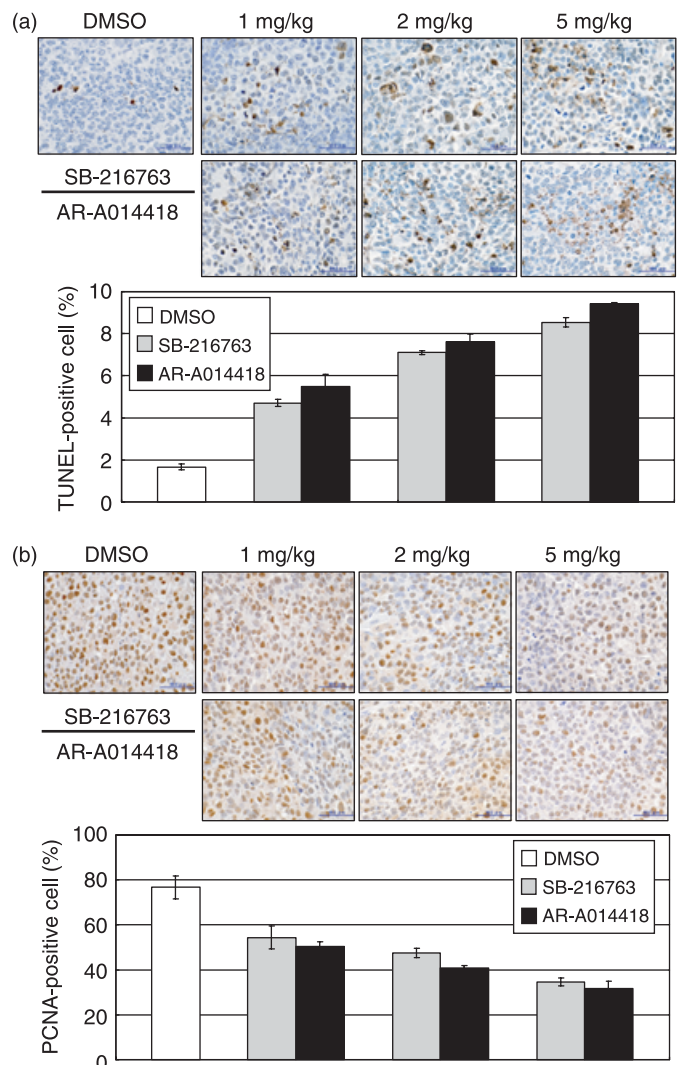 (a)
DMSO
1 mg/kg
2 mg/kg
5 mg/kg
SB-216763
AR-A014418
TUNEL-positive cell (%)
10
8
6
4
2
0
DMSO
SB-216763
AR-A014418
(b)
DMSO
1 mg/kg
2 mg/kg
5 mg/kg
SB-216763
AR-A014418
PCNA-positive cell (%)
100
80
60
40
20
0
DMSO
SB-216763
AR-A014418